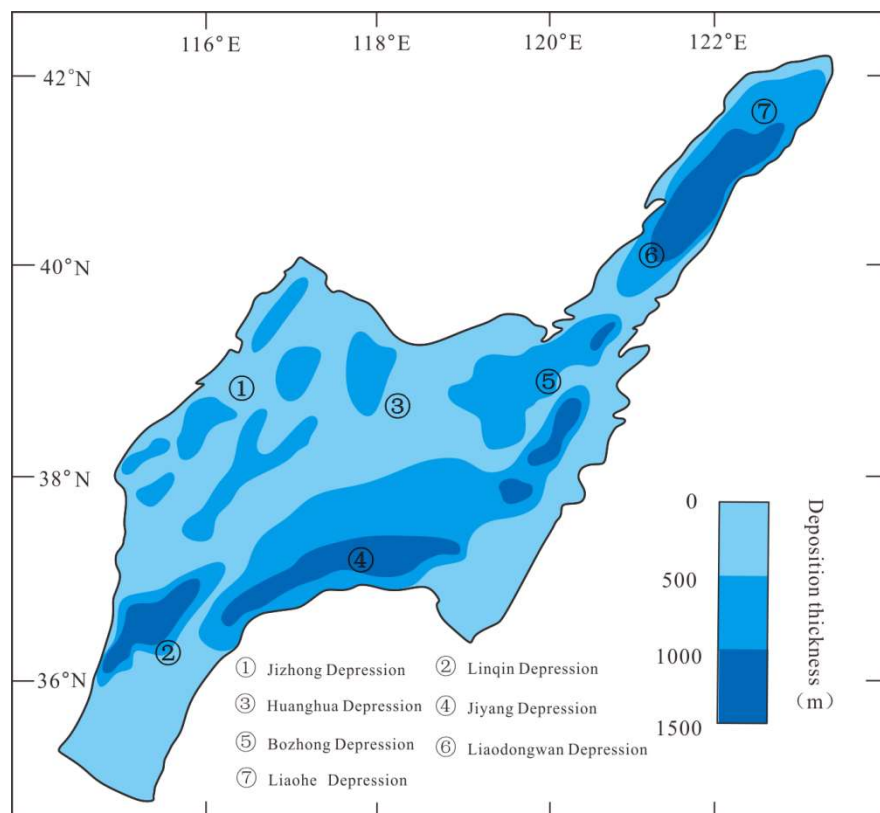 116°E 118°E 120°E 122°E
42°N
⑦
⑥
40°N
①
③
⑤
38°N
④
②
36°N
0
500
1000
1500
Deposition thickness
（m）
① Jizhong Depression ② Linqin Depression
③ Huanghua Depression ④ Jiyang Depression
⑤ Bozhong Depression ⑥ Liaodongwan Depression
⑦ Liaohe Depression